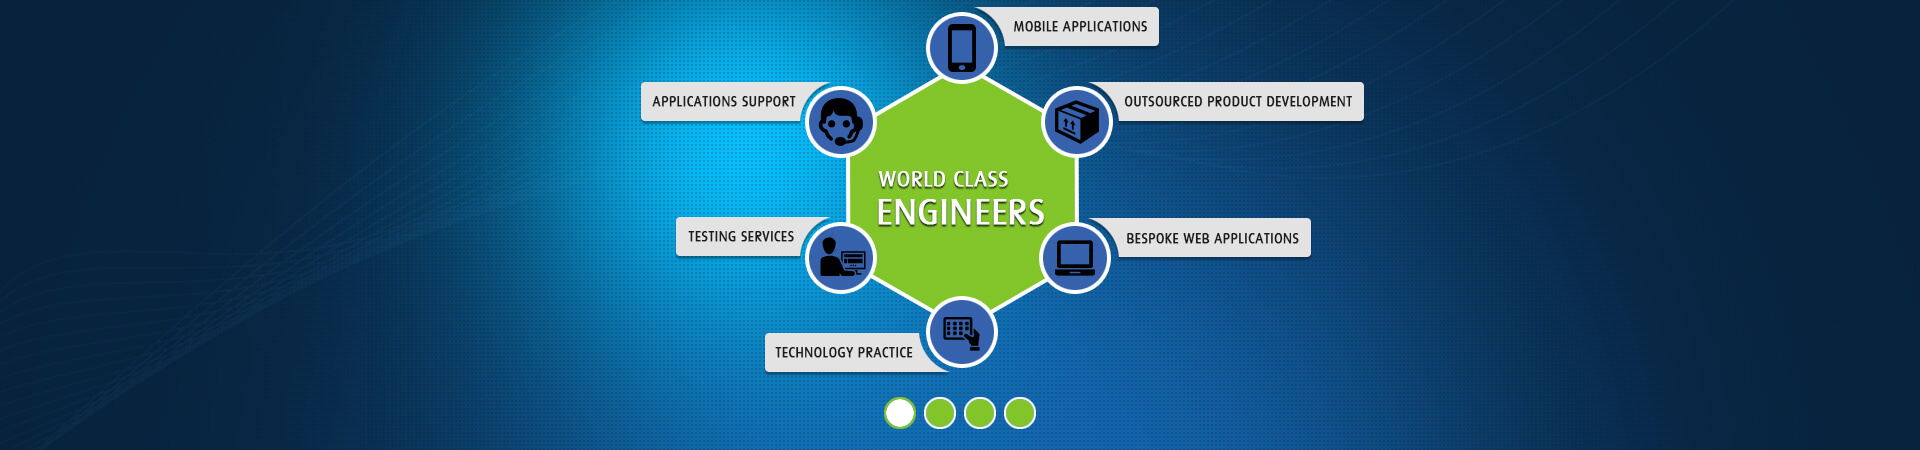 MOBILE APPLICATIONS
APPLICATIONS SUPPORT
OUTSOURCED PRODUCT DEVELOPMENT
WORLD CLASS
ENGINEERS
TESTING SERVICES
BESPOKE WEB APPLICATIONS
TECHNOLOGY PRACTICE